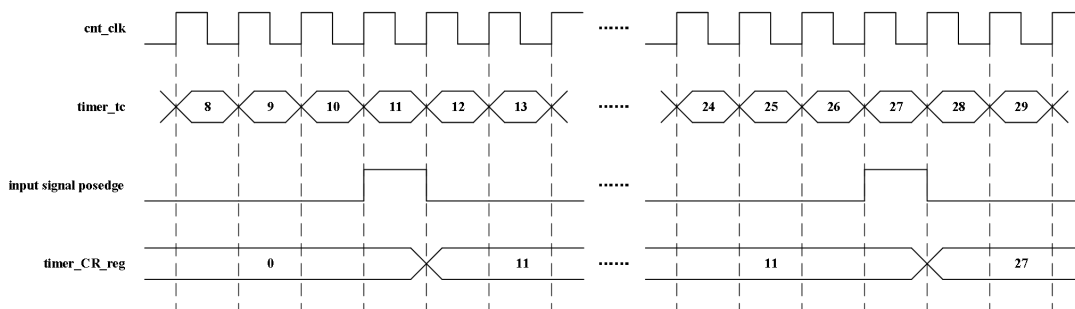 cnt_clk ······
timer_tc 8 9 10 11 12 13 ······ 24 25 26 27 28 29
input signal posedge ······
timer_CR_reg 0 11 ······ 11 27